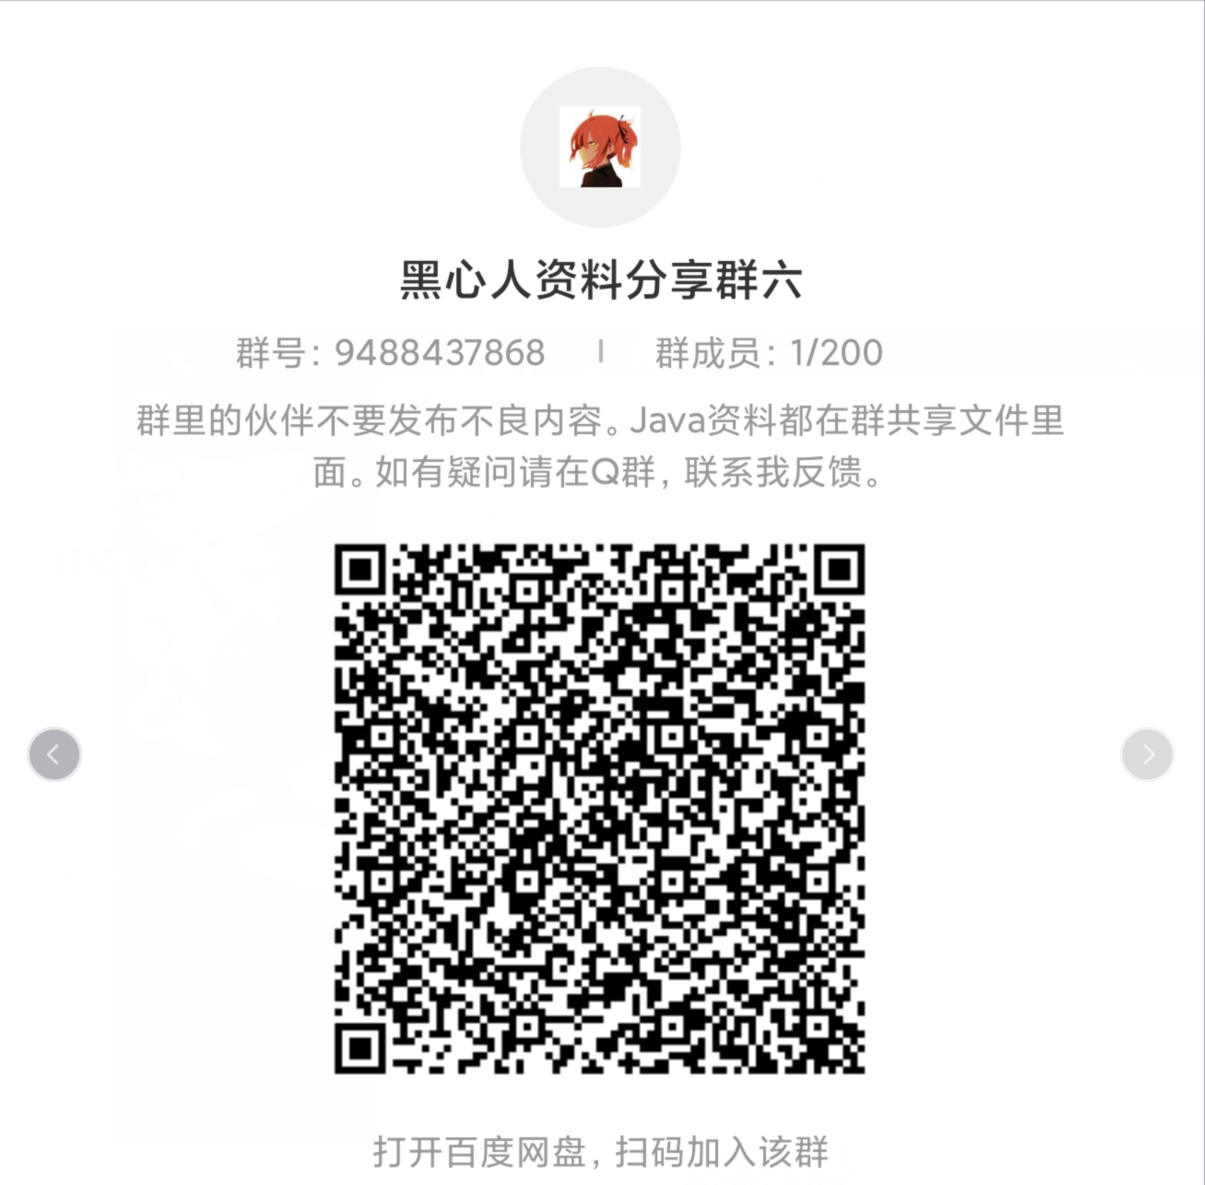 黑心人资料分享群六
群号：9488437868 | 群成员：1/200
群里的伙伴不要发布不良内容。Java资料都在群共享文件里
面。如有疑问请在Q群，联系我反馈。
打开百度网盘，扫码加入该群